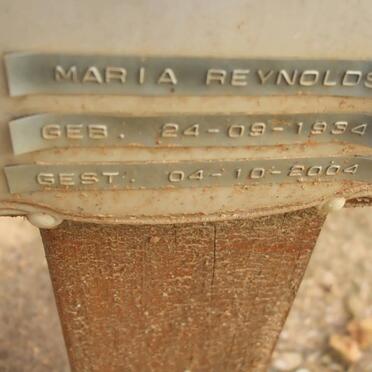 MARIA REYNOLDS
GEB. 24-09-1934
GEST. 04-10-2004